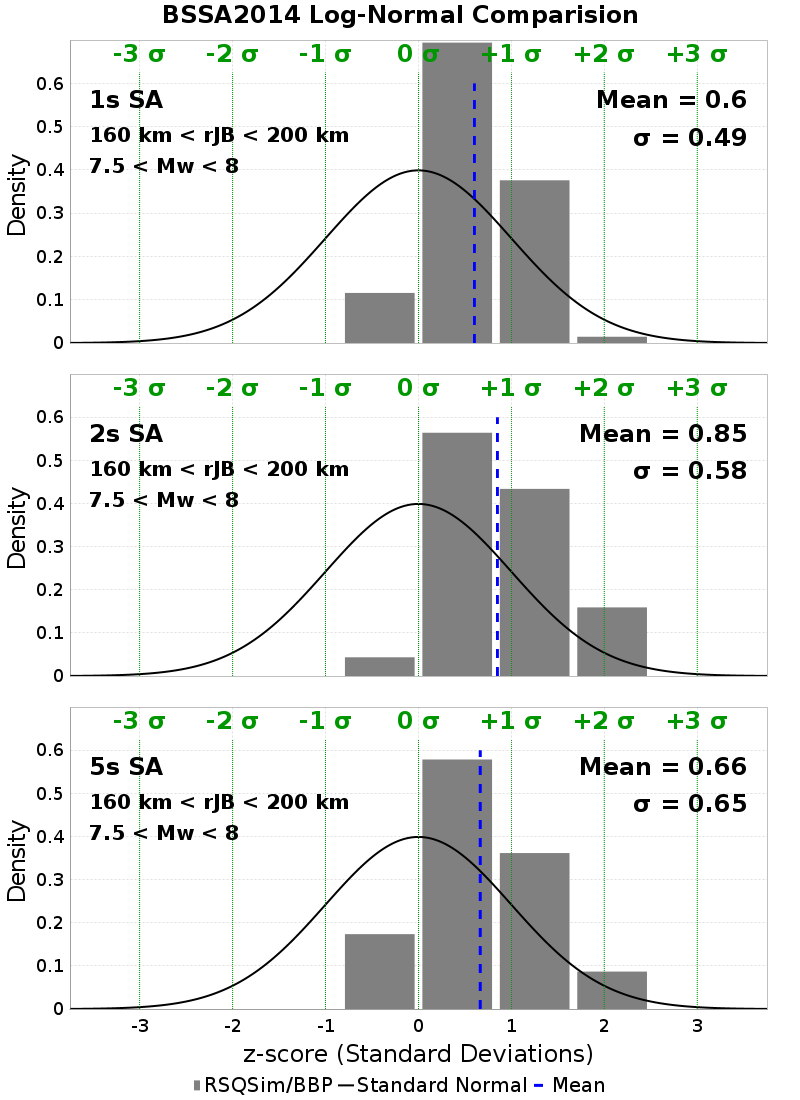 BSSA2014 Log-Normal Comparision
-3 σ -2 σ -1 σ 0 σ +1 σ +2 σ +3 σ
1s SA
160 km < rJB < 200 km
7.5 < Mw < 8
Mean = 0.6
σ = 0.49
Density
0.6
0.5
0.4
0.3
0.2
0.1
0
-3 σ -2 σ -1 σ 0 σ +1 σ +2 σ +3 σ
2s SA
160 km < rJB < 200 km
7.5 < Mw < 8
Mean = 0.85
σ = 0.58
Density
0.6
0.5
0.4
0.3
0.2
0.1
0
-3 σ -2 σ -1 σ 0 σ +1 σ +2 σ +3 σ
5s SA
160 km < rJB < 200 km
7.5 < Mw < 8
Mean = 0.66
σ = 0.65
Density
0.6
0.5
0.4
0.3
0.2
0.1
0
-3 -2 -1 0 1 2 3
z-score (Standard Deviations)
RSQSim/BBP Standard Normal Mean